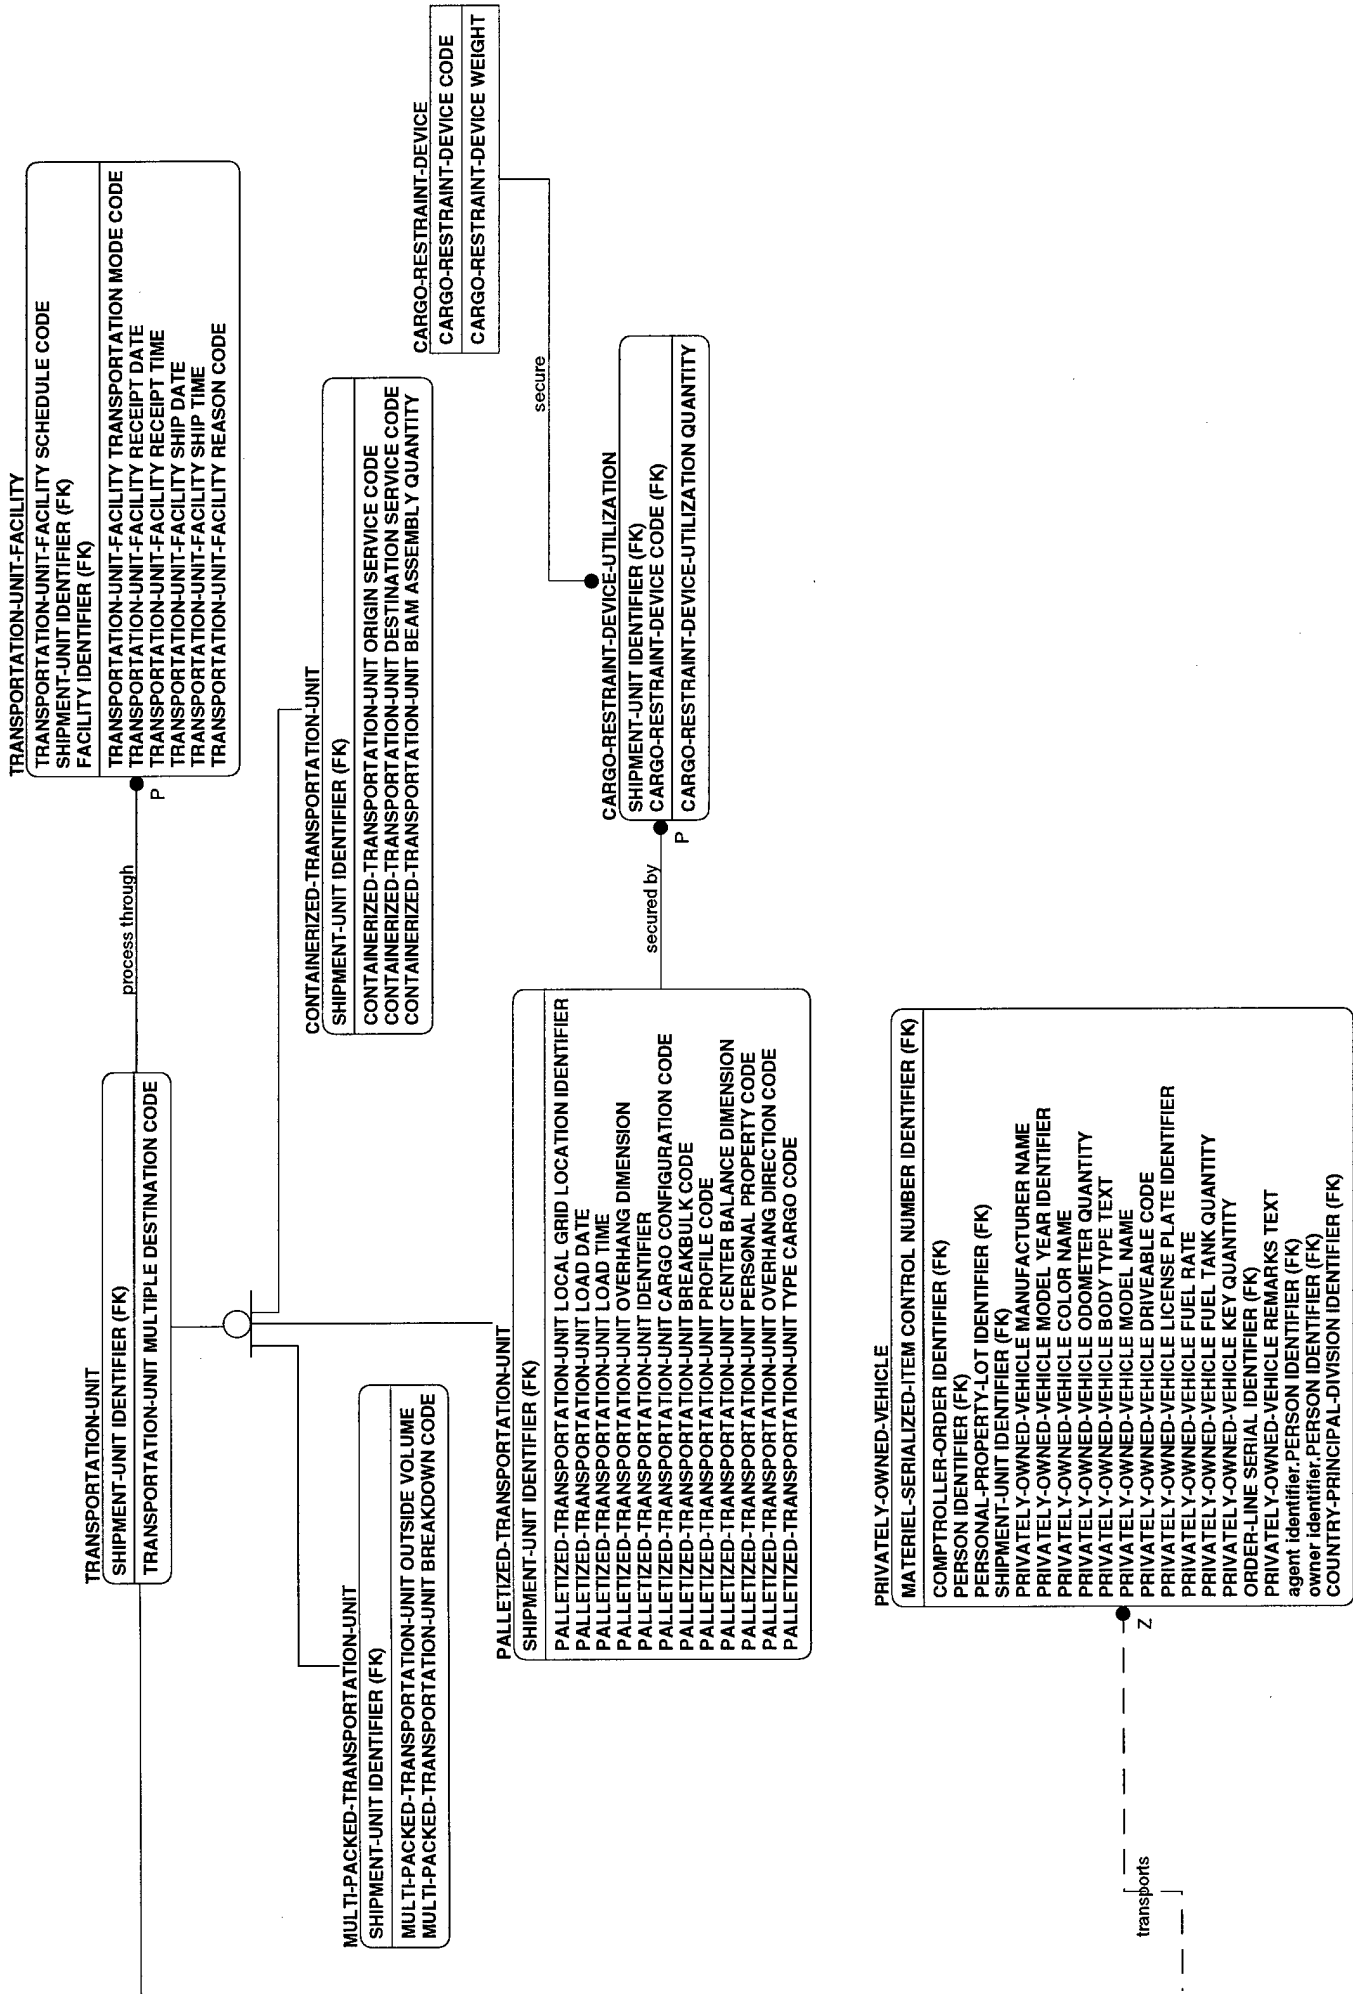 TRANSPORTATION-UNIT
SHIPMENT-UNIT IDENTIFIER (FK)
TRANSPORTATION-UNIT MULTIPLE DESTINATION CODE
process through
P
TRANSPORTATION-UNIT-FACILITY
TRANSPORTATION-UNIT-FACILITY SCHEDULE CODE
SHIPMENT-UNIT IDENTIFIER (FK)
FACILITY IDENTIFIER (FK)
TRANSPORTATION-UNIT-FACILITY TRANSPORTATION MODE CODE
TRANSPORTATION-UNIT-FACILITY RECEIPT DATE
TRANSPORTATION-UNIT-FACILITY RECEIPT TIME
TRANSPORTATION-UNIT-FACILITY SHIP DATE
TRANSPORTATION-UNIT-FACILITY SHIP TIME
TRANSPORTATION-UNIT-FACILITY REASON CODE
MULTI-PACKED-TRANSPORTATION-UNIT
SHIPMENT-UNIT IDENTIFIER (FK)
MULTI-PACKED-TRANSPORTATION-UNIT OUTSIDE VOLUME
MULTI-PACKED-TRANSPORTATION-UNIT BREAKDOWN CODE
CONTAINERIZED-TRANSPORTATION-UNIT
SHIPMENT-UNIT IDENTIFIER (FK)
CONTAINERIZED-TRANSPORTATION-UNIT ORIGIN SERVICE CODE
CONTAINERIZED-TRANSPORTATION-UNIT DESTINATION SERVICE CODE
CONTAINERIZED-TRANSPORTATION-UNIT BEAM ASSEMBLY QUANTITY
CARGO-RESTRAINT-DEVICE
CARGO-RESTRAINT-DEVICE CODE
CARGO-RESTRAINT-DEVICE WEIGHT
secure
PALLETIZED-TRANSPORTATION-UNIT
SHIPMENT-UNIT IDENTIFIER (FK)
PALLETIZED-TRANSPORTATION-UNIT LOCAL GRID LOCATION IDENTIFIER
PALLETIZED-TRANSPORTATION-UNIT LOAD DATE
PALLETIZED-TRANSPORTATION-UNIT LOAD TIME
PALLETIZED-TRANSPORTATION-UNIT OVERHANG DIMENSION
PALLETIZED-TRANSPORTATION-UNIT IDENTIFIER
PALLETIZED-TRANSPORTATION-UNIT CARGO CONFIGURATION CODE
PALLETIZED-TRANSPORTATION-UNIT BREAKBULK CODE
PALLETIZED-TRANSPORTATION-UNIT PROFILE CODE
PALLETIZED-TRANSPORTATION-UNIT CENTER BALANCE DIMENSION
PALLETIZED-TRANSPORTATION-UNIT PERSONAL PROPERTY CODE
PALLETIZED-TRANSPORTATION-UNIT OVERHANG DIRECTION CODE
PALLETIZED-TRANSPORTATION-UNIT TYPE CARGO CODE
secured by
P
CARGO-RESTRAINT-DEVICE-UTILIZATION
SHIPMENT-UNIT IDENTIFIER (FK)
CARGO-RESTRAINT-DEVICE CODE (FK)
CARGO-RESTRAINT-DEVICE-UTILIZATION QUANTITY
PRIVATELY-OWNED-VEHICLE
MATERIEL-SERIALIZED-ITEM CONTROL NUMBER IDENTIFIER (FK)
COMPTROLLER-ORDER IDENTIFIER (FK)
PERSON IDENTIFIER (FK)
PERSONAL-PROPERTY-LOT IDENTIFIER (FK)
SHIPMENT-UNIT IDENTIFIER (FK)
PRIVATELY-OWNED-VEHICLE MANUFACTURER NAME
PRIVATELY-OWNED-VEHICLE MODEL YEAR IDENTIFIER
PRIVATELY-OWNED-VEHICLE COLOR NAME
PRIVATELY-OWNED-VEHICLE ODOMETER QUANTITY
PRIVATELY-OWNED-VEHICLE BODY TYPE TEXT
PRIVATELY-OWNED-VEHICLE MODEL NAME
PRIVATELY-OWNED-VEHICLE DRIVEABLE CODE
PRIVATELY-OWNED-VEHICLE LICENSE PLATE IDENTIFIER
PRIVATELY-OWNED-VEHICLE FUEL RATE
PRIVATELY-OWNED-VEHICLE FUEL TANK QUANTITY
PRIVATELY-OWNED-VEHICLE KEY QUANTITY
ORDER-LINE SERIAL IDENTIFIER (FK)
PRIVATELY-OWNED-VEHICLE REMARKS TEXT
agent identifier.PERSON IDENTIFIER (FK)
owner identifier.PERSON IDENTIFIER (FK)
COUNTRY-PRINCIPAL-DIVISION IDENTIFIER (FK)
Z
transports